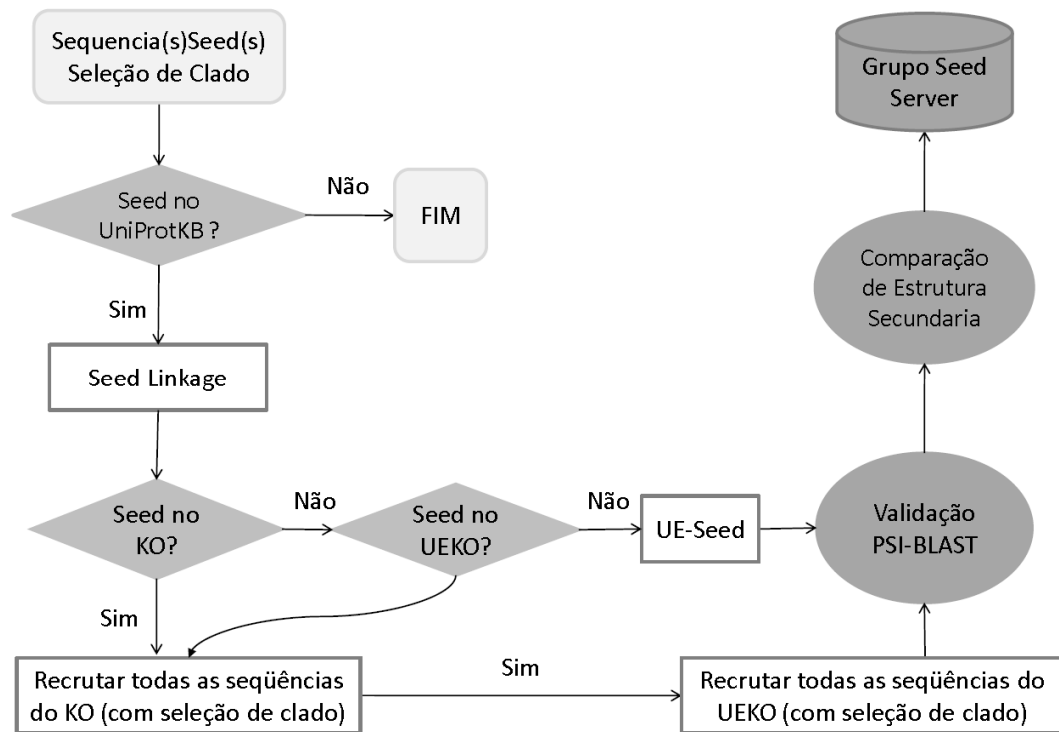 Sequencia(s)Seed(s)
Seleção de Clado
Grupo Seed
Server
Seed no
UniProtKB ?
Não
FIM
Comparação
de Estrutura
Secundaria
Sim
Seed Linkage
Seed no
KO?
Não
Seed no
UEKO?
Não
UE-Seed
Validação
PSI-BLAST
Sim
Recrutar todas as seqüências
do KO (com seleção de clado)
Sim
Recrutar todas as seqüências do
UEKO (com seleção de clado)